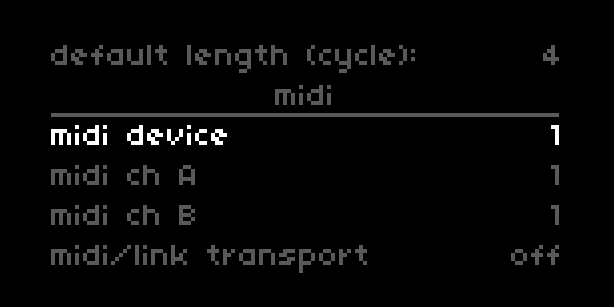 default length (cycle): 4
midi
midi device 1
midi ch A 1
midi ch B 1
midi/link transport off